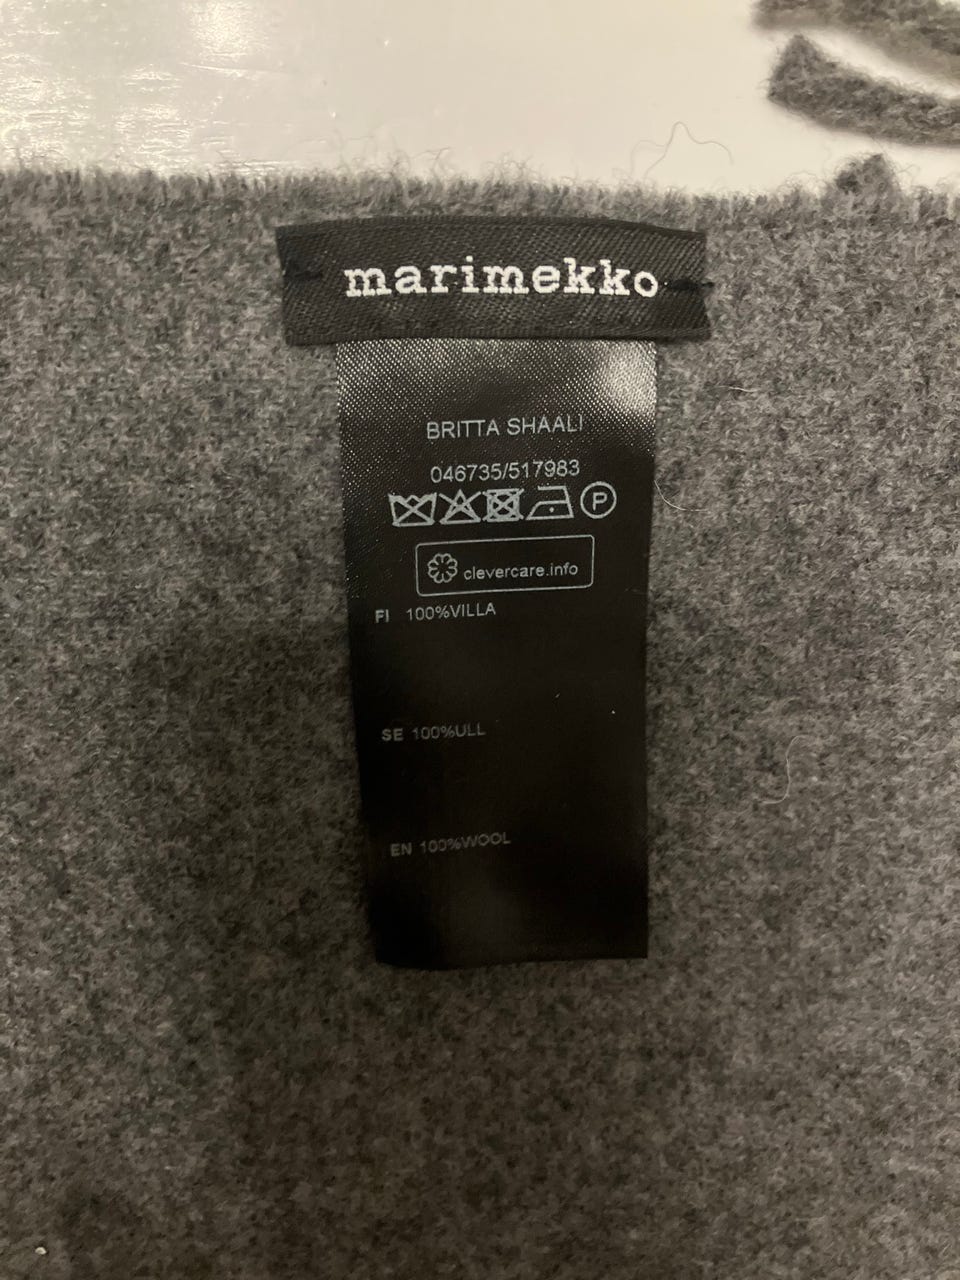 marimekko
BRITTA SHAALI
046735/517983
P
clevercare.info
FI 100%VILLA
SE 100%ULL
EN 100%WOOL